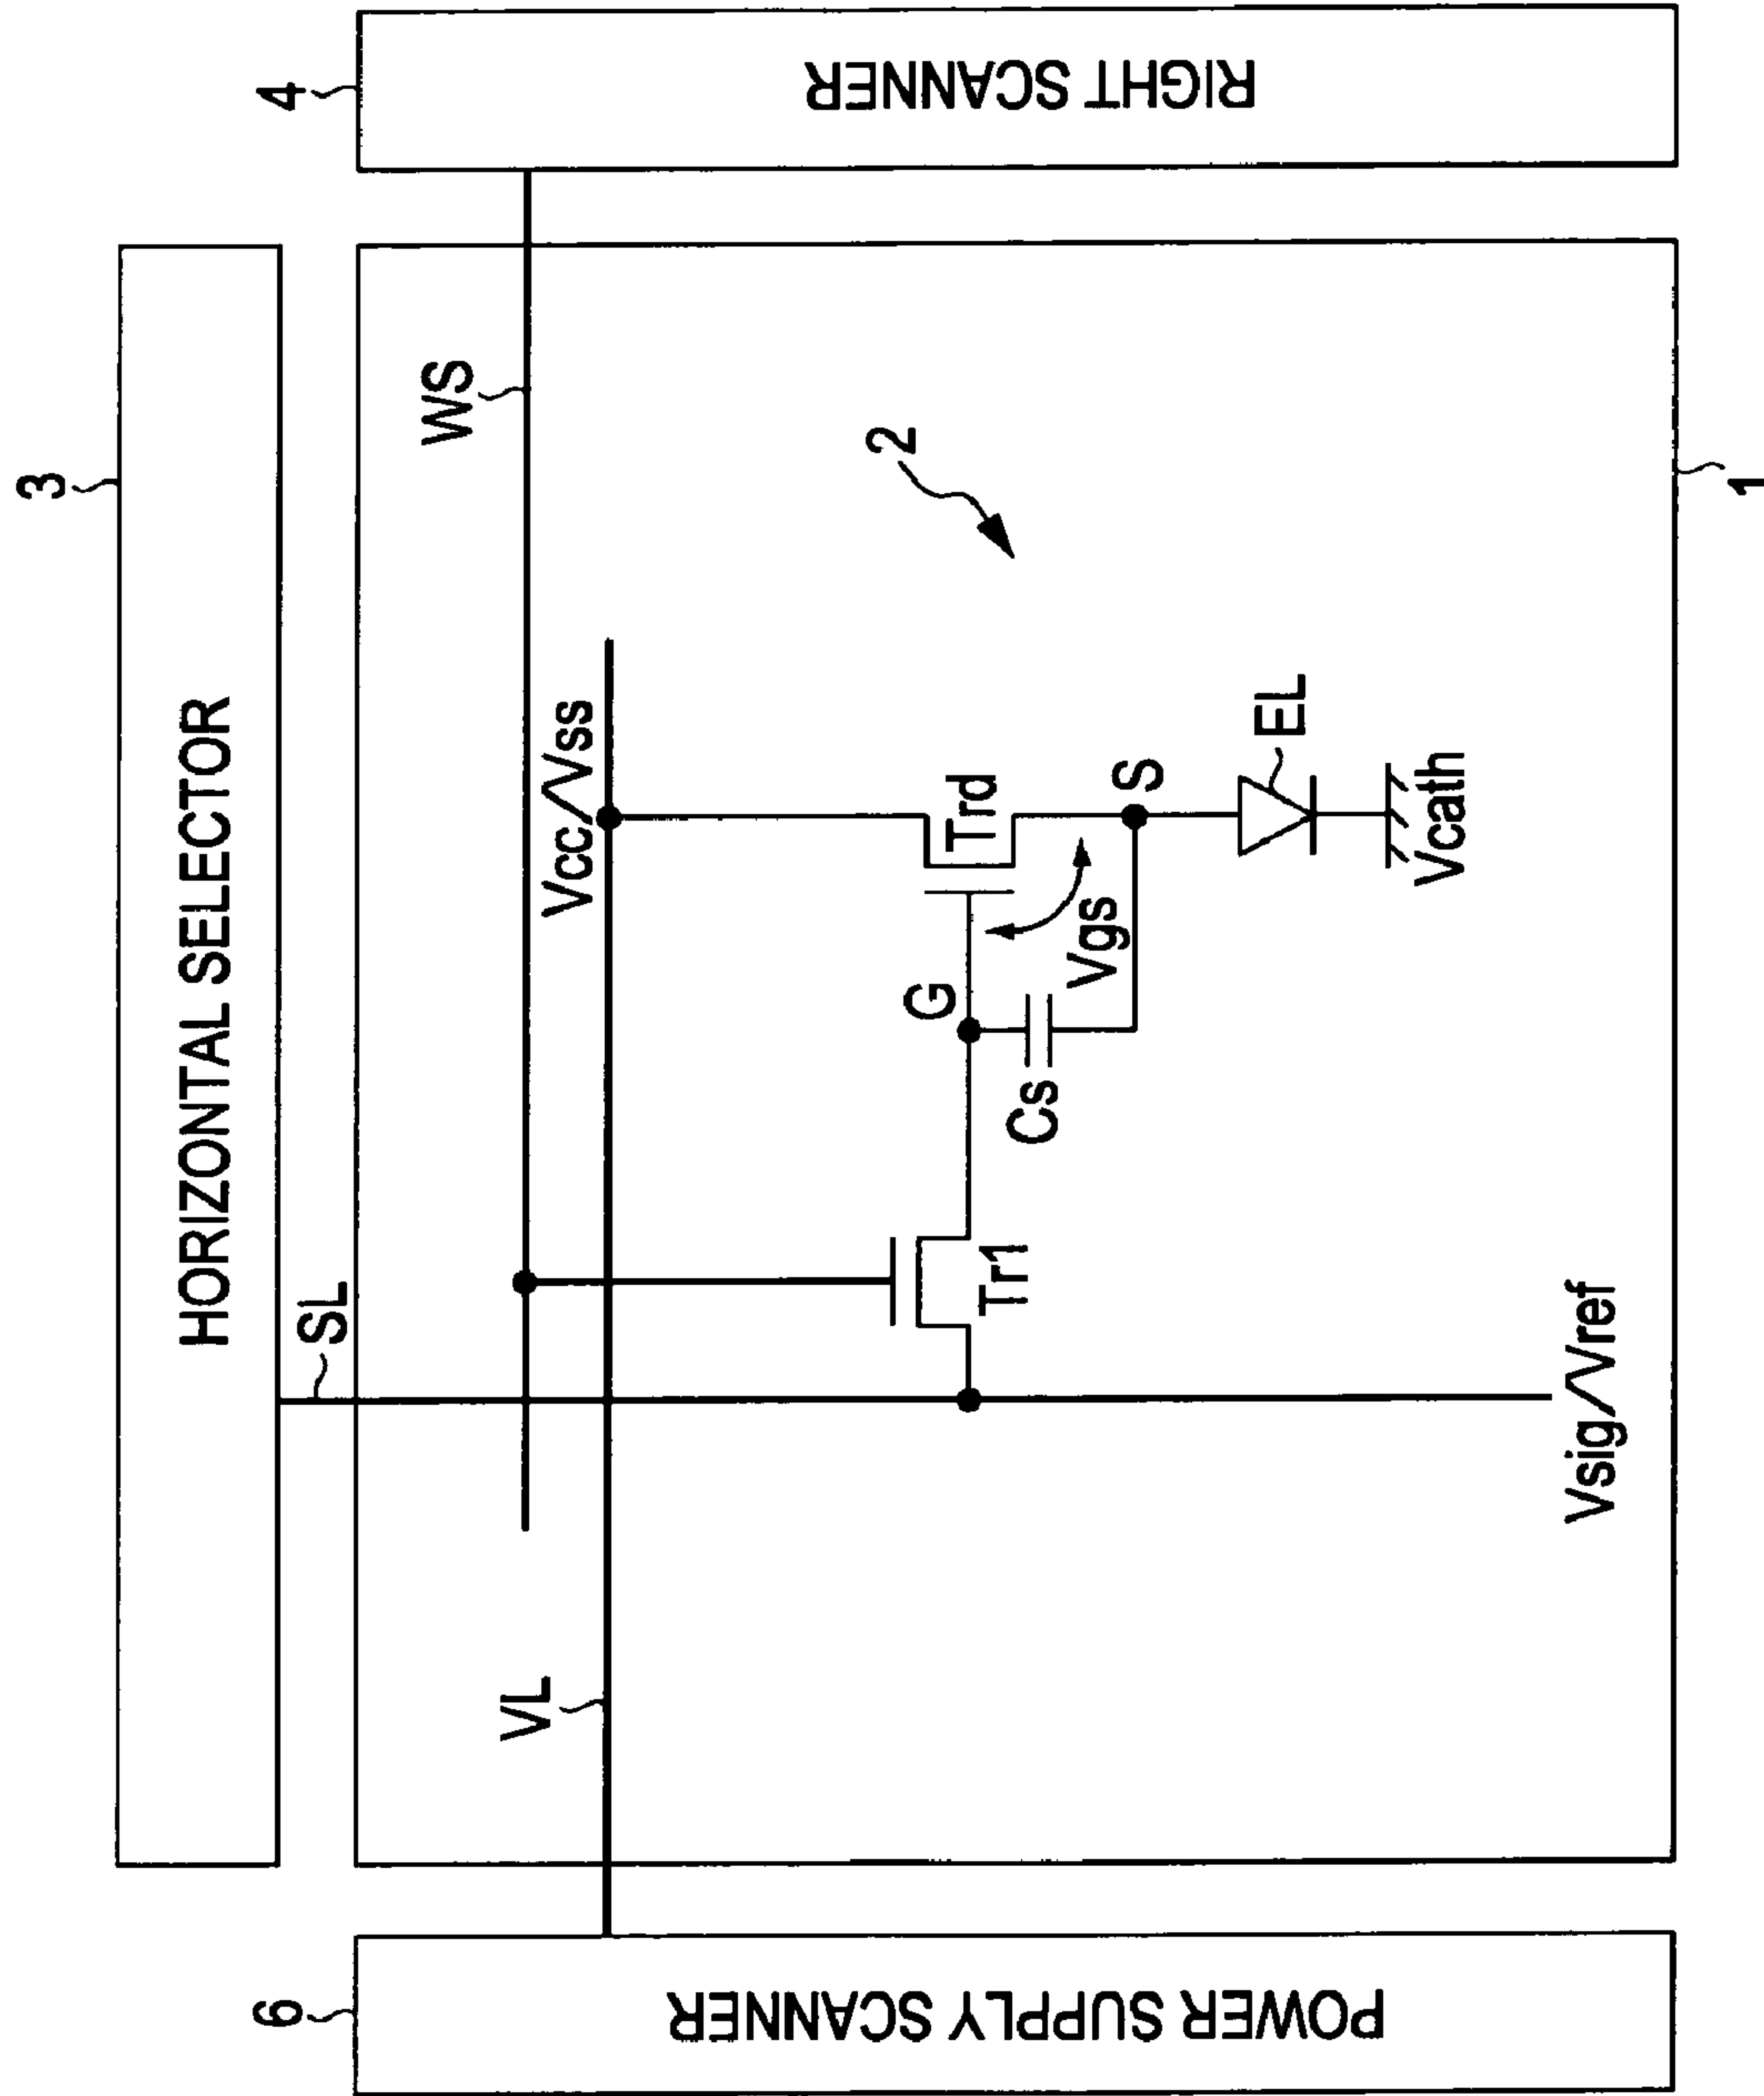 3
HORIZONTAL SELECTOR
SL
4
RIGHT SCANNER
6
POWER SUPPLY SCANNER
WS
VL
Vcc/Vss
2
Trd
G
Vgs
S
Cs
Tr1
EL
Vcath
Vsig/Vref
1